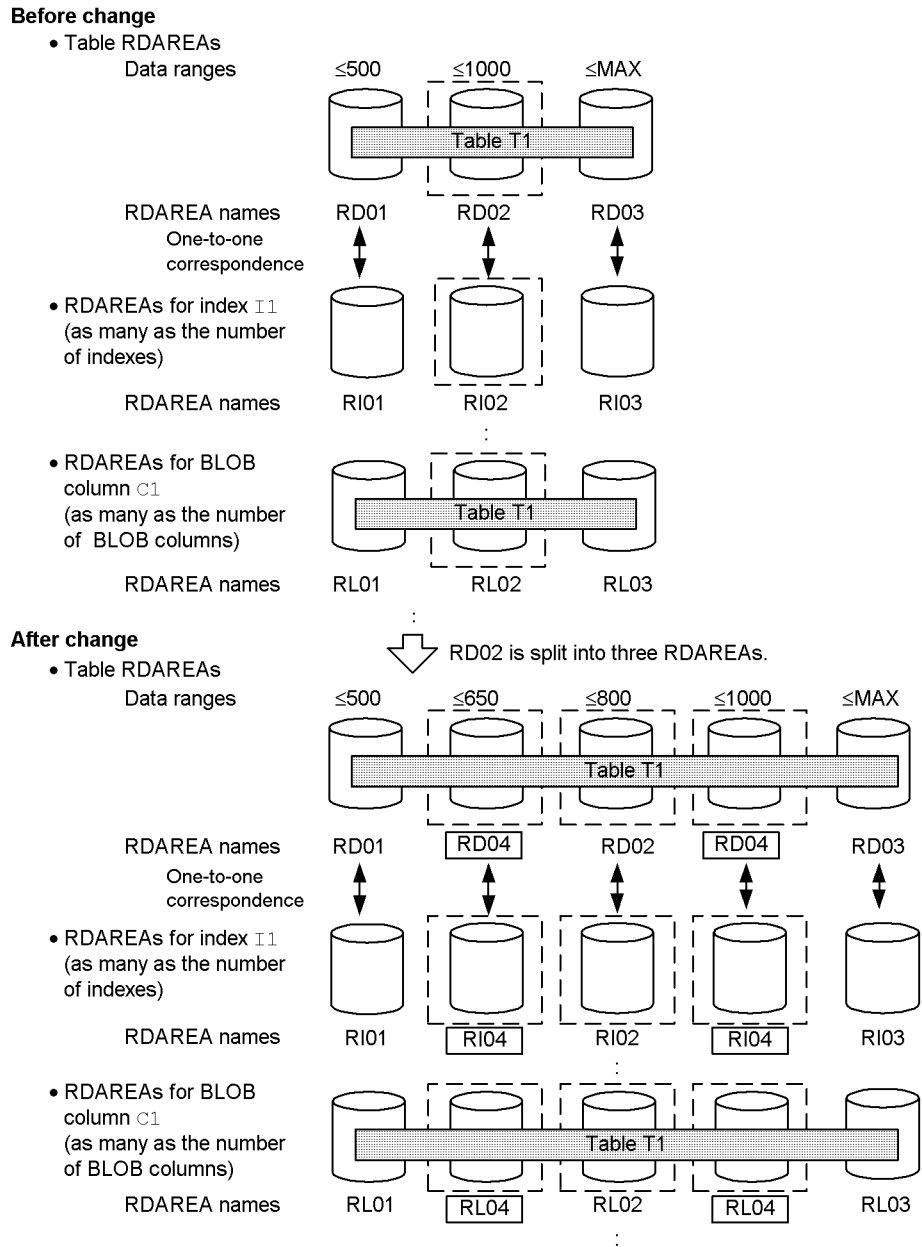 Before change
• Table RDAREAs
Data ranges ≤500 ≤1000 ≤MAX
Table T1
RDAREA names RD01 RD02 RD03
One-to-one
correspondence
• RDAREAs for index I1
(as many as the number
of indexes)
RDAREA names RI01 RI02 RI03
:
• RDAREAs for BLOB
column C1
(as many as the number
of BLOB columns)
Table T1
RDAREA names RL01 RL02 RL03
:
After change
RD02 is split into three RDAREAs.
• Table RDAREAs
Data ranges ≤500 ≤650 ≤800 ≤1000 ≤MAX
Table T1
RDAREA names RD01 RD04 RD02 RD04 RD03
One-to-one
correspondence
• RDAREAs for index I1
(as many as the number
of indexes)
RDAREA names RI01 RI04 RI02 RI04 RI03
:
• RDAREAs for BLOB
column C1
(as many as the number
of BLOB columns)
Table T1
RDAREA names RL01 RL04 RL02 RL04 RL03
: